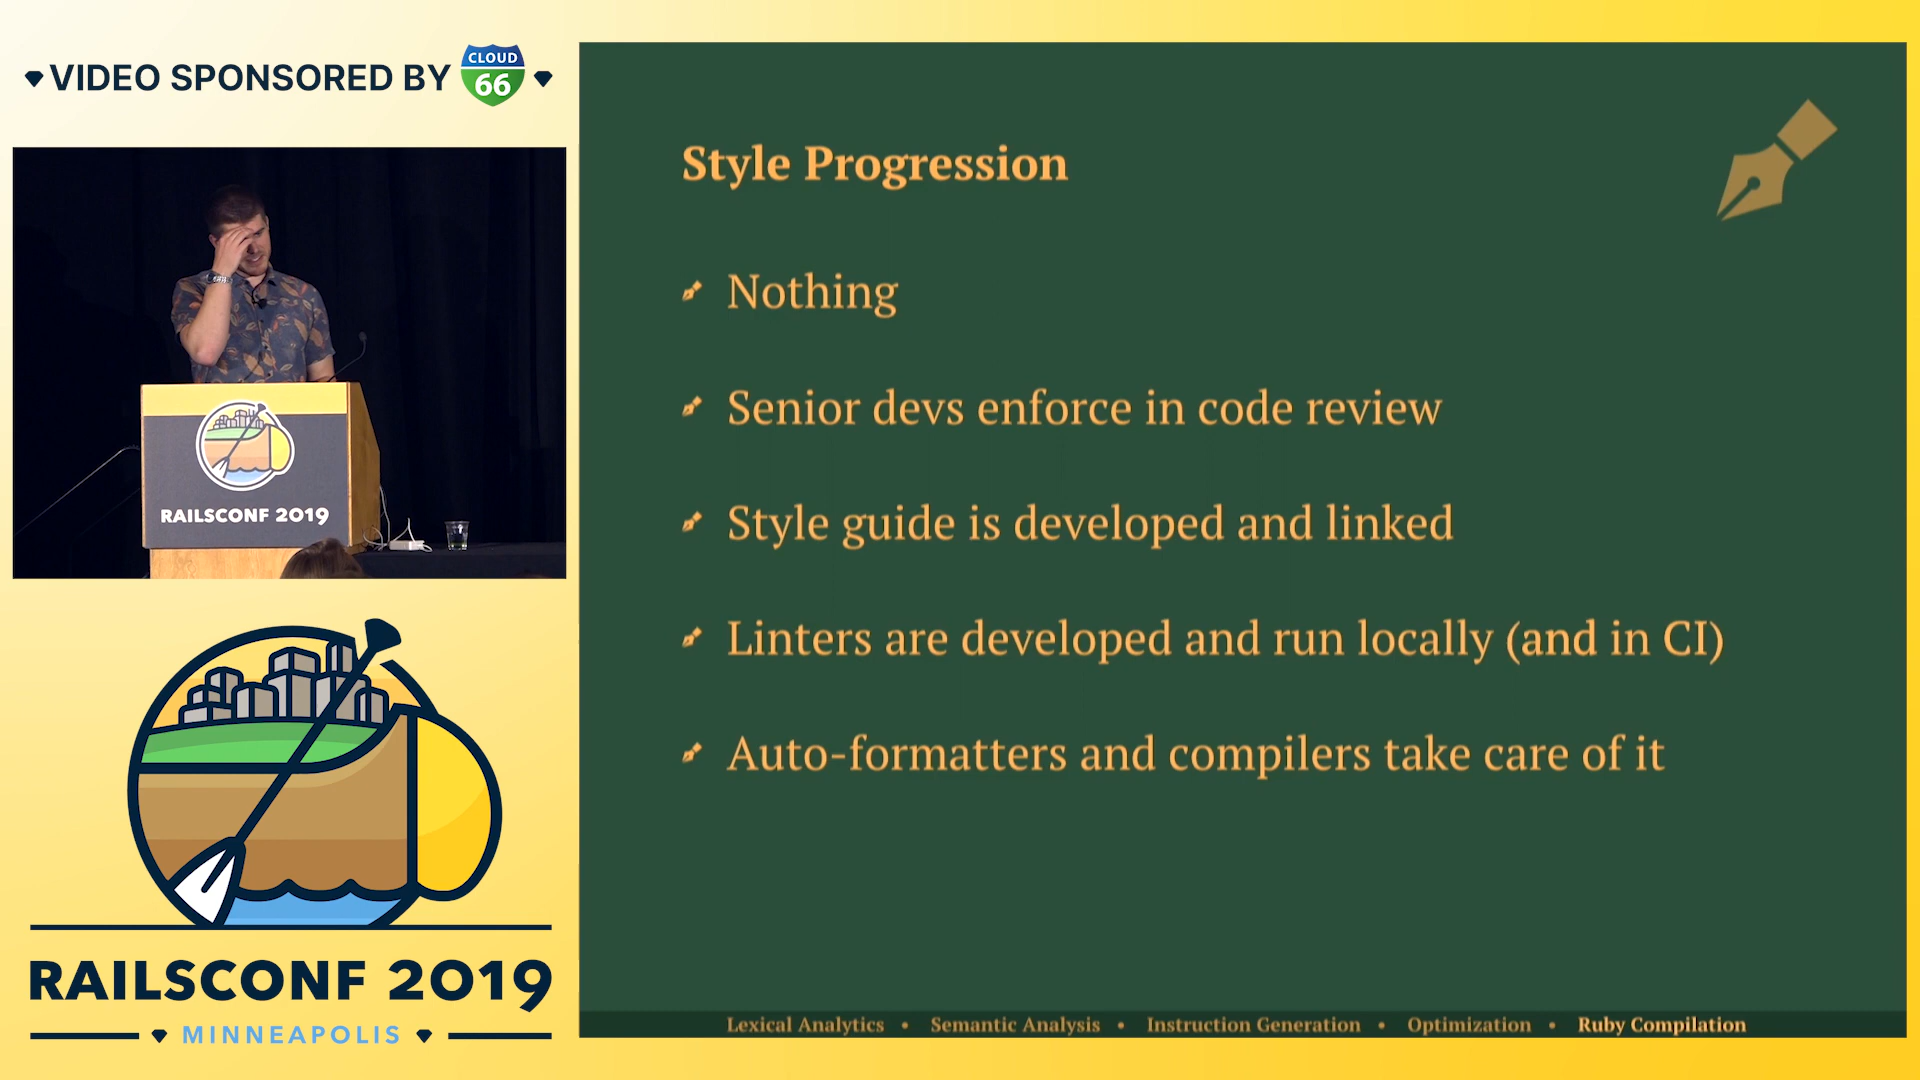 VIDEO SPONSORED BY CLOUD 66
RAILSCONF 2019
RAILSCONF 2019
MINNEAPOLIS
Style Progression
Nothing
Senior devs enforce in code review
Style guide is developed and linked
Linters are developed and run locally (and in CI)
Auto-formatters and compilers take care of it
Lexical Analytics • Semantic Analysis • Instruction Generation • Optimization • Ruby Compilation